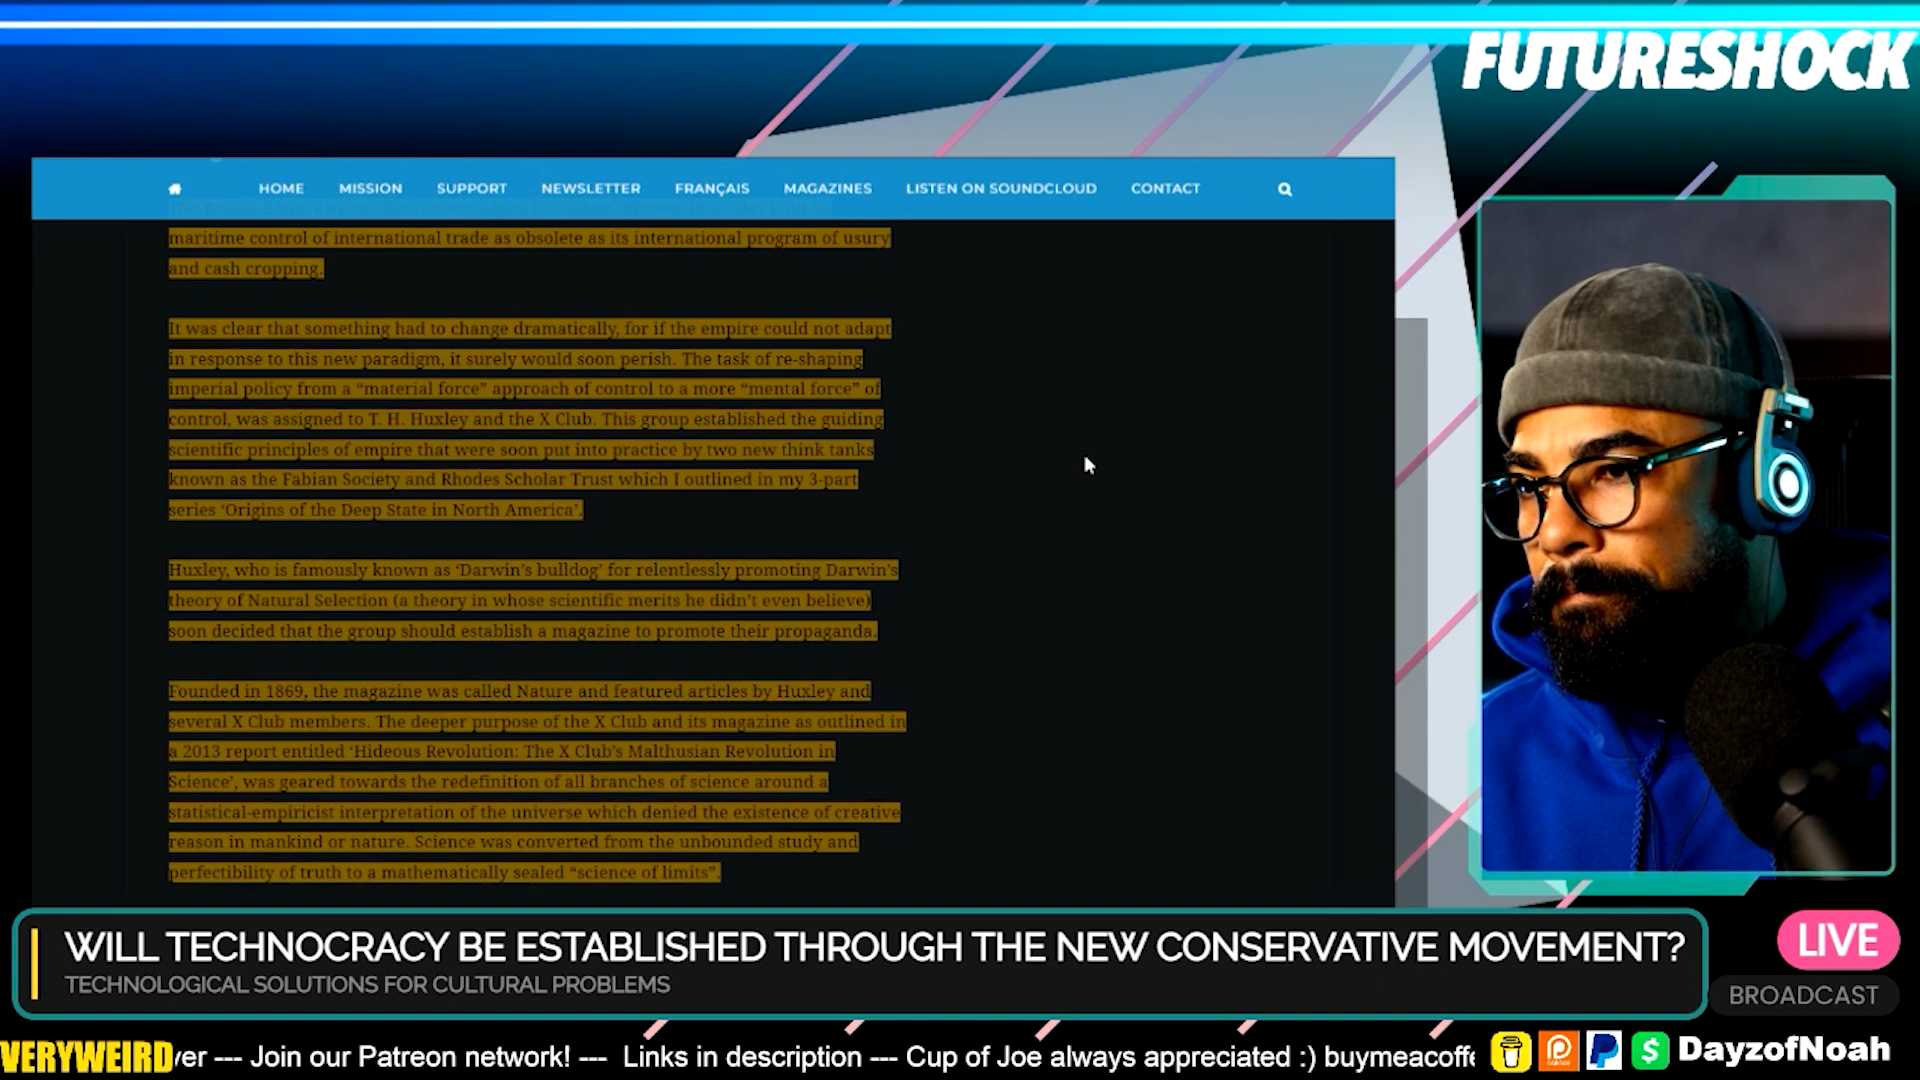 FUTURESHOCK
HOME MISSION SUPPORT NEWSLETTER FRANÇAIS MAGAZINES LISTEN ON SOUNDCLOUD CONTACT
maritime control of international trade as obsolete as its international program of usury
and cash cropping.
It was clear that something had to change dramatically, for if the empire could not adapt
in response to this new paradigm, it surely would soon perish. The task of re-shaping
imperial policy from a “material force” approach of control to a more “mental force” of
control, was assigned to T. H. Huxley and the X Club. This group established the guiding
scientific principles of empire that were soon put into practice by two new think tanks
known as the Fabian Society and Rhodes Scholar Trust which I outlined in my 3-part
series ‘Origins of the Deep State in North America’.
Huxley, who is famously known as ‘Darwin’s bulldog’ for relentlessly promoting Darwin’s
theory of Natural Selection (a theory in whose scientific merits he didn’t even believe)
soon decided that the group should establish a magazine to promote their propaganda.
Founded in 1869, the magazine was called Nature and featured articles by Huxley and
several X Club members. The deeper purpose of the X Club and its magazine as outlined in
a 2013 report entitled ‘Hideous Revolution: The X Club’s Malthusian Revolution in
Science’, was geared towards the redefinition of all branches of science around a
statistical-empiricist interpretation of the universe which denied the existence of creative
reason in mankind or nature. Science was converted from the unbounded study and
perfectibility of truth to a mathematically sealed “science of limits”.
WILL TECHNOCRACY BE ESTABLISHED THROUGH THE NEW CONSERVATIVE MOVEMENT?
TECHNOLOGICAL SOLUTIONS FOR CULTURAL PROBLEMS
LIVE
BROADCAST
VERYWEIRD ver --- Join our Patreon network! --- Links in description --- Cup of Joe always appreciated :) buymeacoffe DayzofNoah